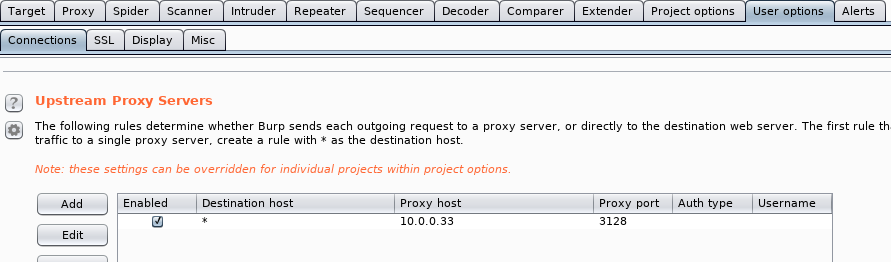 Target Proxy Spider Scanner Intruder Repeater Sequencer Decoder Comparer Extender Project options User options Alerts
Connections SSL Display Misc
? Upstream Proxy Servers
The following rules determine whether Burp sends each outgoing request to a proxy server, or directly to the destination web server. The first rule tha
traffic to a single proxy server, create a rule with * as the destination host.
Note: these settings can be overridden for individual projects within project options.
Add Enabled Destination host Proxy host Proxy port Auth type Username
* 10.0.0.33 3128
Edit